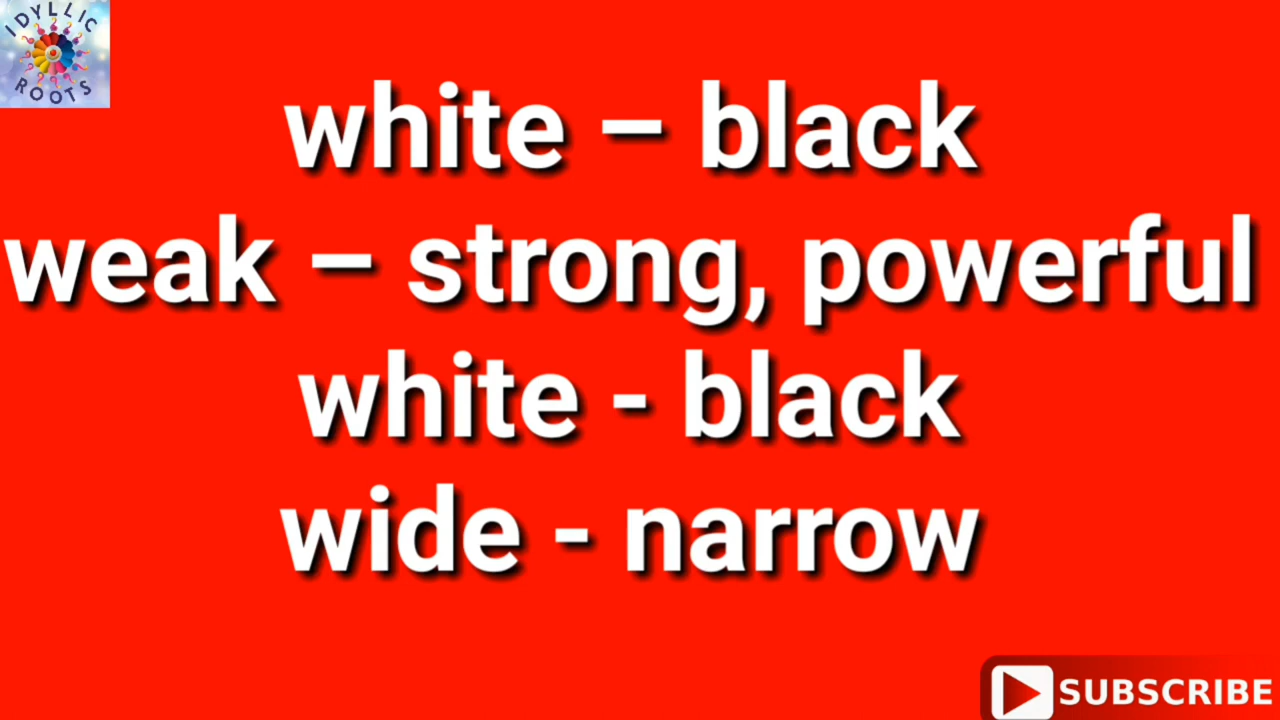 IDYLLIC
ROOTS
white – black
weak – strong, powerful
white - black
wide - narrow
SUBSCRIBE